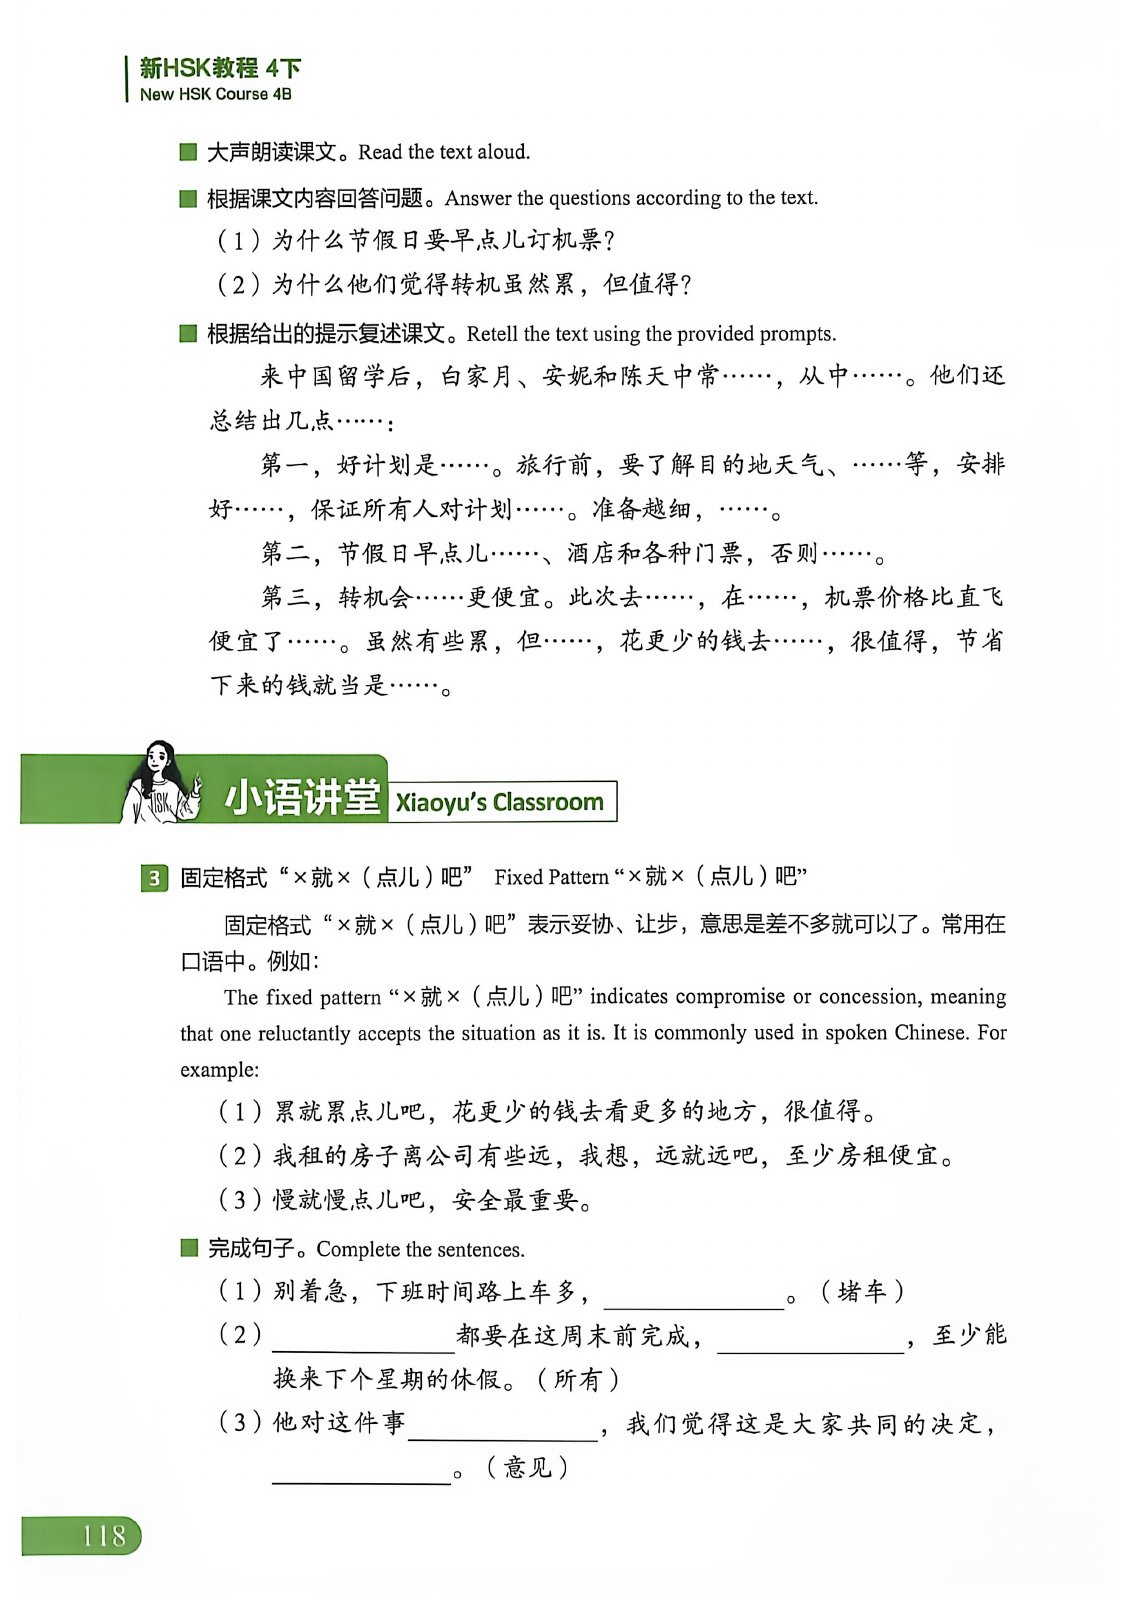 新HSK教程 4下
New HSK Course 4B
大声朗读课文。Read the text aloud.
根据课文内容回答问题。Answer the questions according to the text.
（1）为什么节假日要早点儿订机票？
（2）为什么他们觉得转机虽然累，但值得？
根据给出的提示复述课文。Retell the text using the provided prompts.
来中国留学后，白家月、安妮和陈天中常……，从中……。他们还
总结出几点……：
第一，好计划是……。旅行前，要了解目的地天气、……等，安排
好……，保证所有人对计划……。准备越细，……。
第二，节假日早点儿……、酒店和各种门票，否则……。
第三，转机会……更便宜。此次去……，在……，机票价格比直飞
便宜了……。虽然有些累，但……，花更少的钱去……，很值得，节省
下来的钱就当是……。
HSK
小语讲堂 Xiaoyu's Classroom
3 固定格式“×就×（点儿）吧” Fixed Pattern “×就×（点儿）吧”
固定格式“×就×（点儿）吧”表示妥协、让步，意思是差不多就可以了。常用在
口语中。例如：
The fixed pattern “×就×（点儿）吧” indicates compromise or concession, meaning
that one reluctantly accepts the situation as it is. It is commonly used in spoken Chinese. For
example:
（1）累就累点儿吧，花更少的钱去看更多的地方，很值得。
（2）我租的房子离公司有些远，我想，远就远吧，至少房租便宜。
（3）慢就慢点儿吧，安全最重要。
完成句子。Complete the sentences.
（1）别着急，下班时间路上车多，________________。（堵车）
（2）________________都要在这周末前完成，________________，至少能
换来下个星期的休假。（所有）
（3）他对这件事________________，我们觉得这是大家共同的决定，
________________。（意见）
118